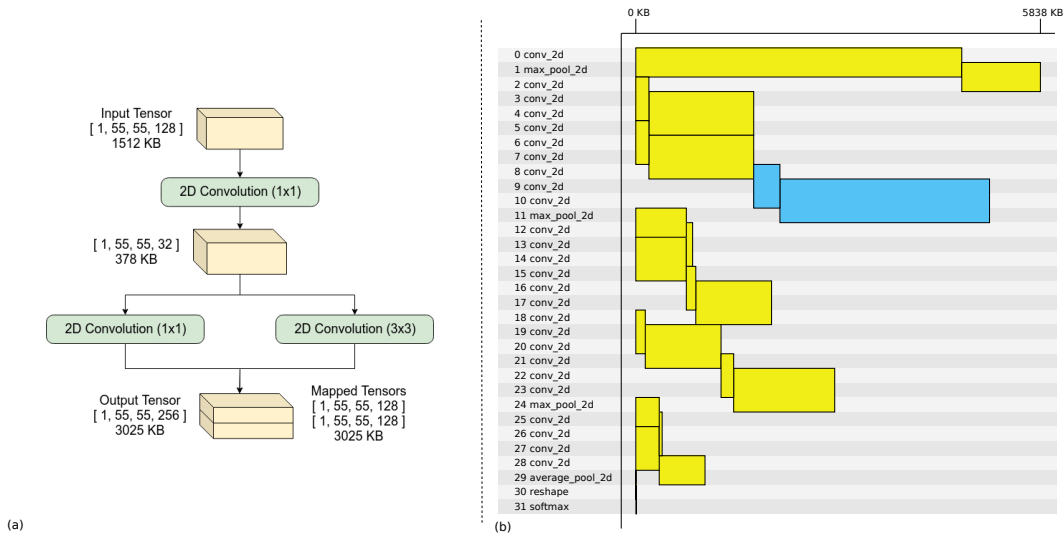 Input Tensor
[ 1, 55, 55, 128 ]
1512 KB
2D Convolution (1x1)
[ 1, 55, 55, 32 ]
378 KB
2D Convolution (1x1)
2D Convolution (3x3)
Output Tensor
[ 1, 55, 55, 256 ]
3025 KB
Mapped Tensors
[ 1, 55, 55, 128 ]
[ 1, 55, 55, 128 ]
3025 KB
(a)
0 KB
5838 KB
0 conv_2d
1 max_pool_2d
2 conv_2d
3 conv_2d
4 conv_2d
5 conv_2d
6 conv_2d
7 conv_2d
8 conv_2d
9 conv_2d
10 conv_2d
11 max_pool_2d
12 conv_2d
13 conv_2d
14 conv_2d
15 conv_2d
16 conv_2d
17 conv_2d
18 conv_2d
19 conv_2d
20 conv_2d
21 conv_2d
22 conv_2d
23 conv_2d
24 max_pool_2d
25 conv_2d
26 conv_2d
27 conv_2d
28 conv_2d
29 average_pool_2d
30 reshape
31 softmax
(b)